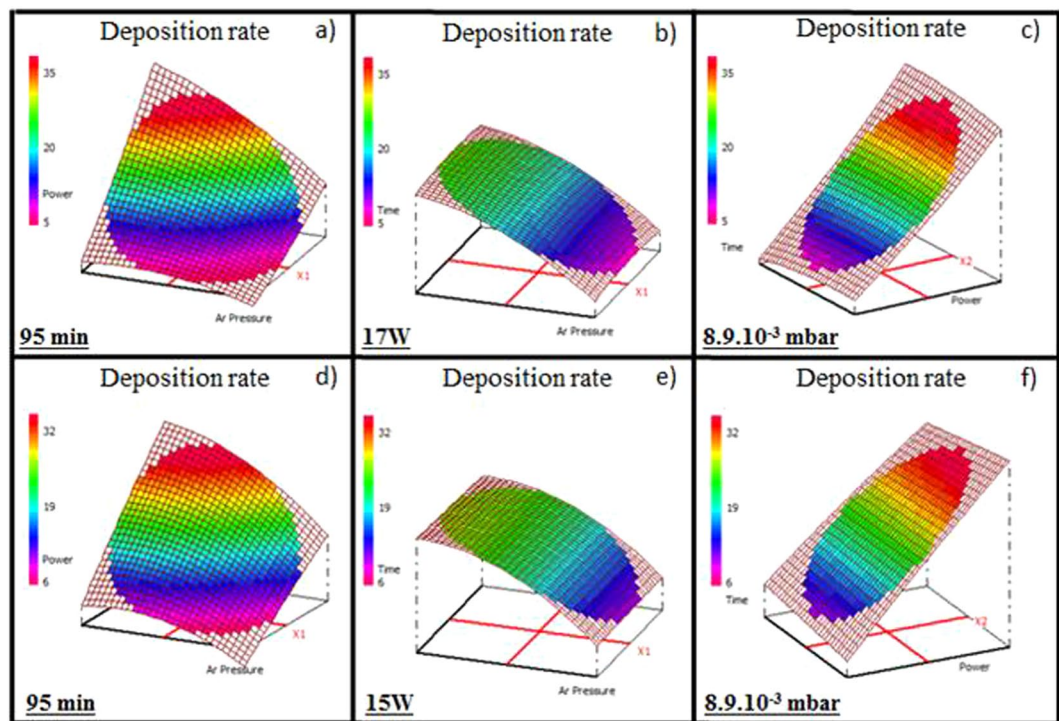 Deposition rate a)
35
20
Power
5
X1
Ar Pressure
95 min
Deposition rate b)
35
20
Time
5
X1
Ar Pressure
17W
Deposition rate c)
35
20
5
Time
X2
Power
8.9.10⁻³ mbar
Deposition rate d)
32
19
Power
6
X1
Ar Pressure
95 min
Deposition rate e)
32
19
Time
6
X1
Ar Pressure
15W
Deposition rate f)
32
19
6
Time
X2
Power
8.9.10⁻³ mbar